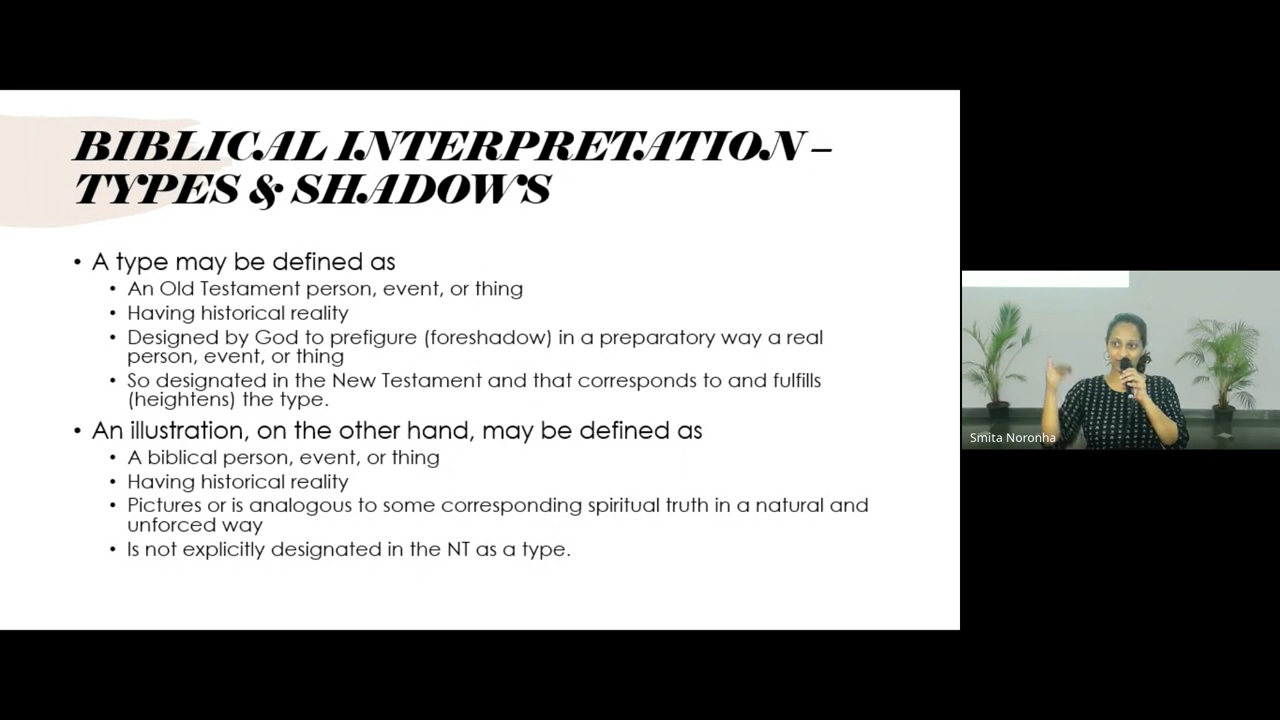 BIBLICAL INTERPRETATION –
TYPES & SHADOWS
• A type may be defined as
• An Old Testament person, event, or thing
• Having historical reality
• Designed by God to prefigure (foreshadow) in a preparatory way a real
person, event, or thing
• So designated in the New Testament and that corresponds to and fulfills
(heightens) the type.
• An illustration, on the other hand, may be defined as
• A biblical person, event, or thing
• Having historical reality
• Pictures or is analogous to some corresponding spiritual truth in a natural and
unforced way
• Is not explicitly designated in the NT as a type.
Smita Noronha